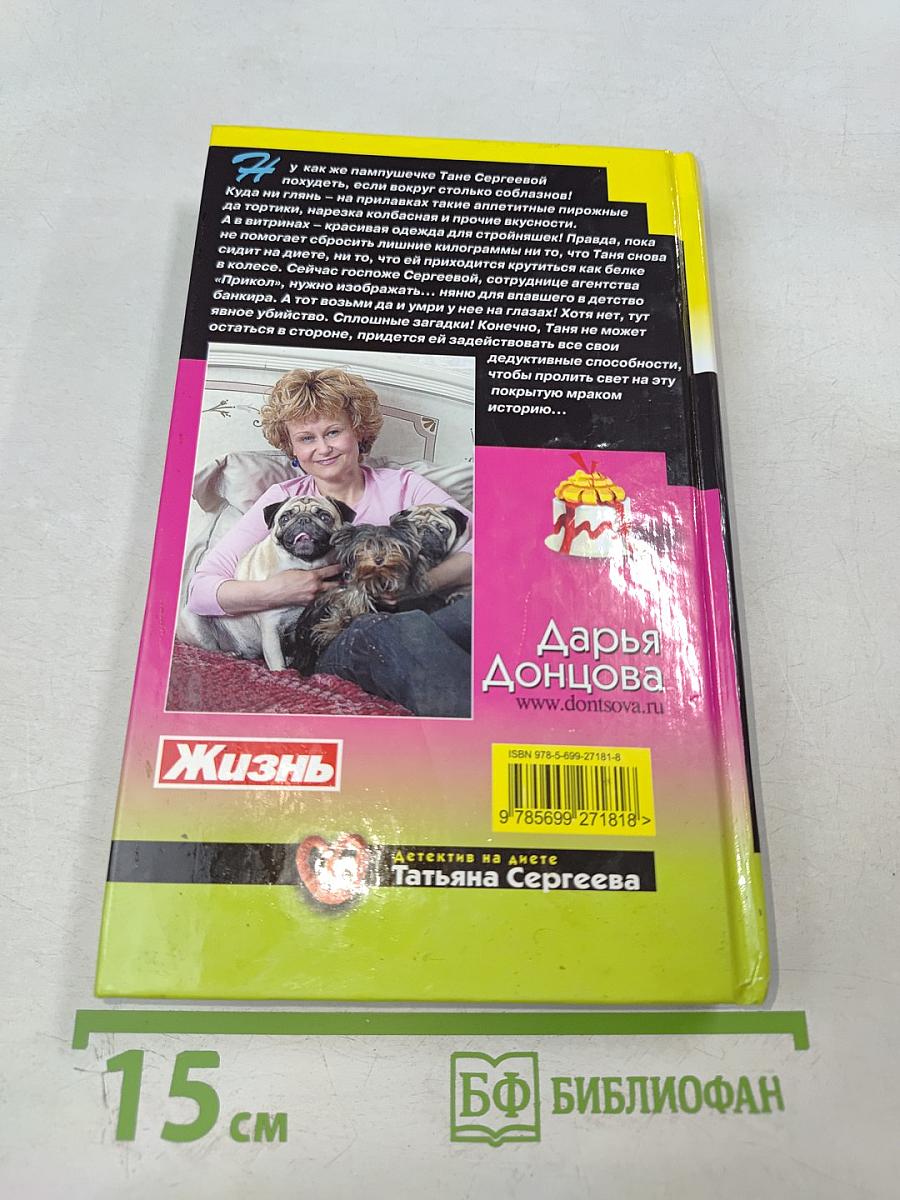 Ну как же пампушечке Тане Сергеевой
похудеть, если вокруг столько соблазнов!
Куда ни глянь – на прилавках такие аппетитные пирожные
да тортики, нарезка колбасная и прочие вкусности.
А в витринах – красивая одежда для стройняшек! Правда, пока
не помогает сбросить лишние килограммы ни то, что Таня снова
сидит на диете, ни то, что ей приходится крутиться как белке
в колесе. Сейчас госпоже Сергеевой, сотруднице агентства
«Прикол», нужно изображать... няню для впавшего в детство
банкира. А тот возьми да и умри у нее на глазах! Хотя нет, тут
явное убийство. Сплошные загадки! Конечно, Таня не может
остаться в стороне, придется ей задействовать все свои
дедуктивные способности,
чтобы пролить свет на эту
покрытую мраком
историю...
Дарья
Донцова
www.dontsova.ru
Жизнь
ISBN 978-5-699-27181-8
9 785699 271818 >
Детектив на диете
Татьяна Сергеева
15 см
БФ БИБЛИОФАН